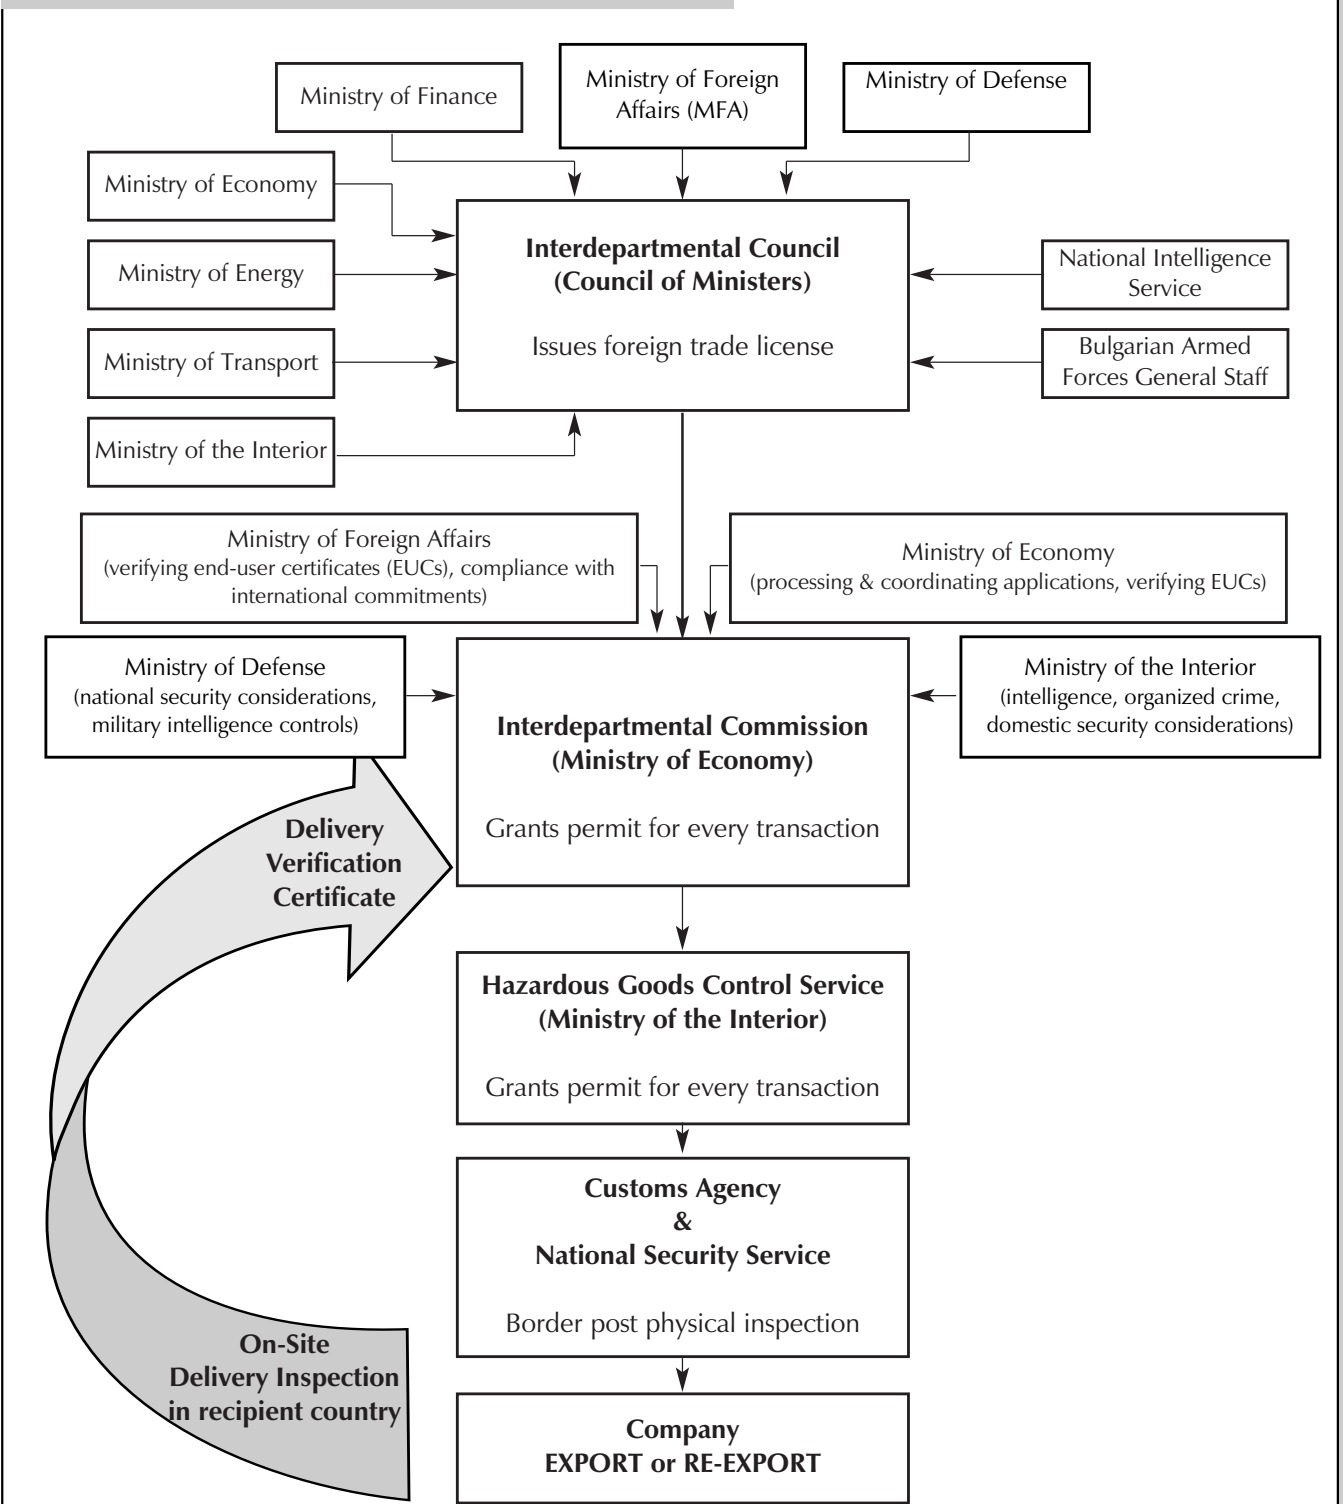 Ministry of Finance
Ministry of Foreign
Affairs (MFA)
Ministry of Defense
Ministry of Economy
Ministry of Energy
Ministry of Transport
Ministry of the Interior
Interdepartmental Council
(Council of Ministers)
Issues foreign trade license
National Intelligence
Service
Bulgarian Armed
Forces General Staff
Ministry of Foreign Affairs
(verifying end-user certificates (EUCs), compliance with
international commitments)
Ministry of Economy
(processing & coordinating applications, verifying EUCs)
Ministry of Defense
(national security considerations,
military intelligence controls)
Interdepartmental Commission
(Ministry of Economy)
Grants permit for every transaction
Ministry of the Interior
(intelligence, organized crime,
domestic security considerations)
Delivery
Verification
Certificate
Hazardous Goods Control Service
(Ministry of the Interior)
Grants permit for every transaction
Customs Agency
&
National Security Service
Border post physical inspection
On-Site
Delivery Inspection
in recipient country
Company
EXPORT or RE-EXPORT